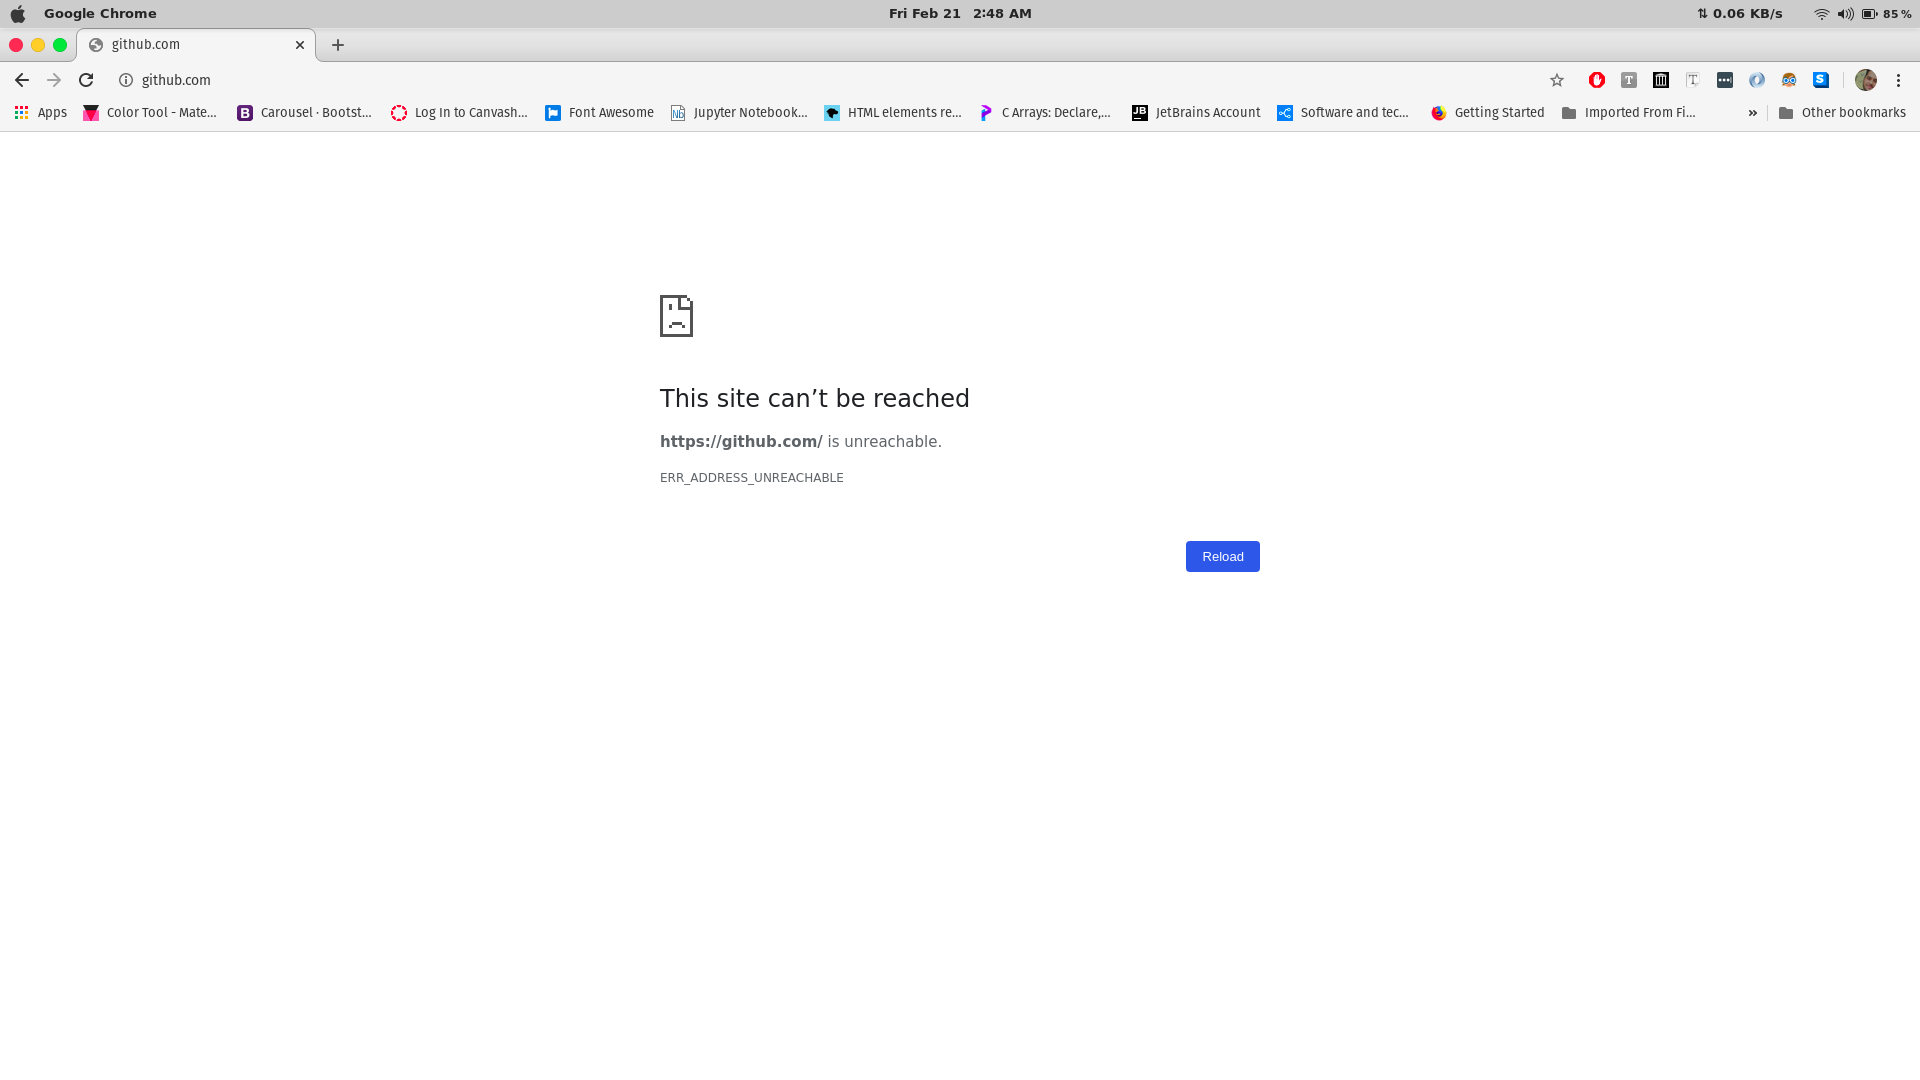 Google Chrome Fri Feb 21 2:48 AM ⇅ 0.06 KB/s 85 %
github.com
github.com
Apps Color Tool - Mate... Carousel · Bootst... Log In to Canvash... Font Awesome Jupyter Notebook... HTML elements re... C Arrays: Declare,... JetBrains Account Software and tec... Getting Started Imported From Fi... » Other bookmarks
This site can’t be reached
https://github.com/ is unreachable.
ERR_ADDRESS_UNREACHABLE
Reload